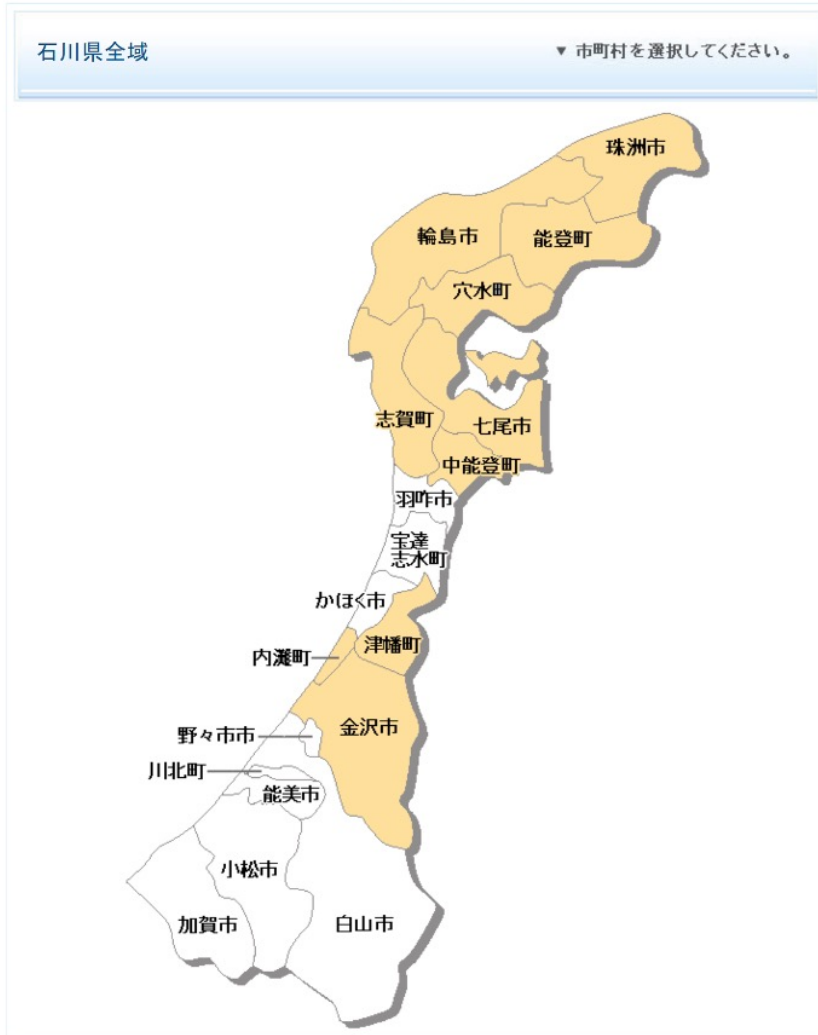 石川県全域
▼ 市町村を選択してください。
珠洲市
輪島市
能登町
穴水町
志賀町
七尾市
中能登町
羽咋市
宝達
志水町
かほく市
津幡町
内灘町
金沢市
野々市市
川北町
能美市
小松市
加賀市
白山市